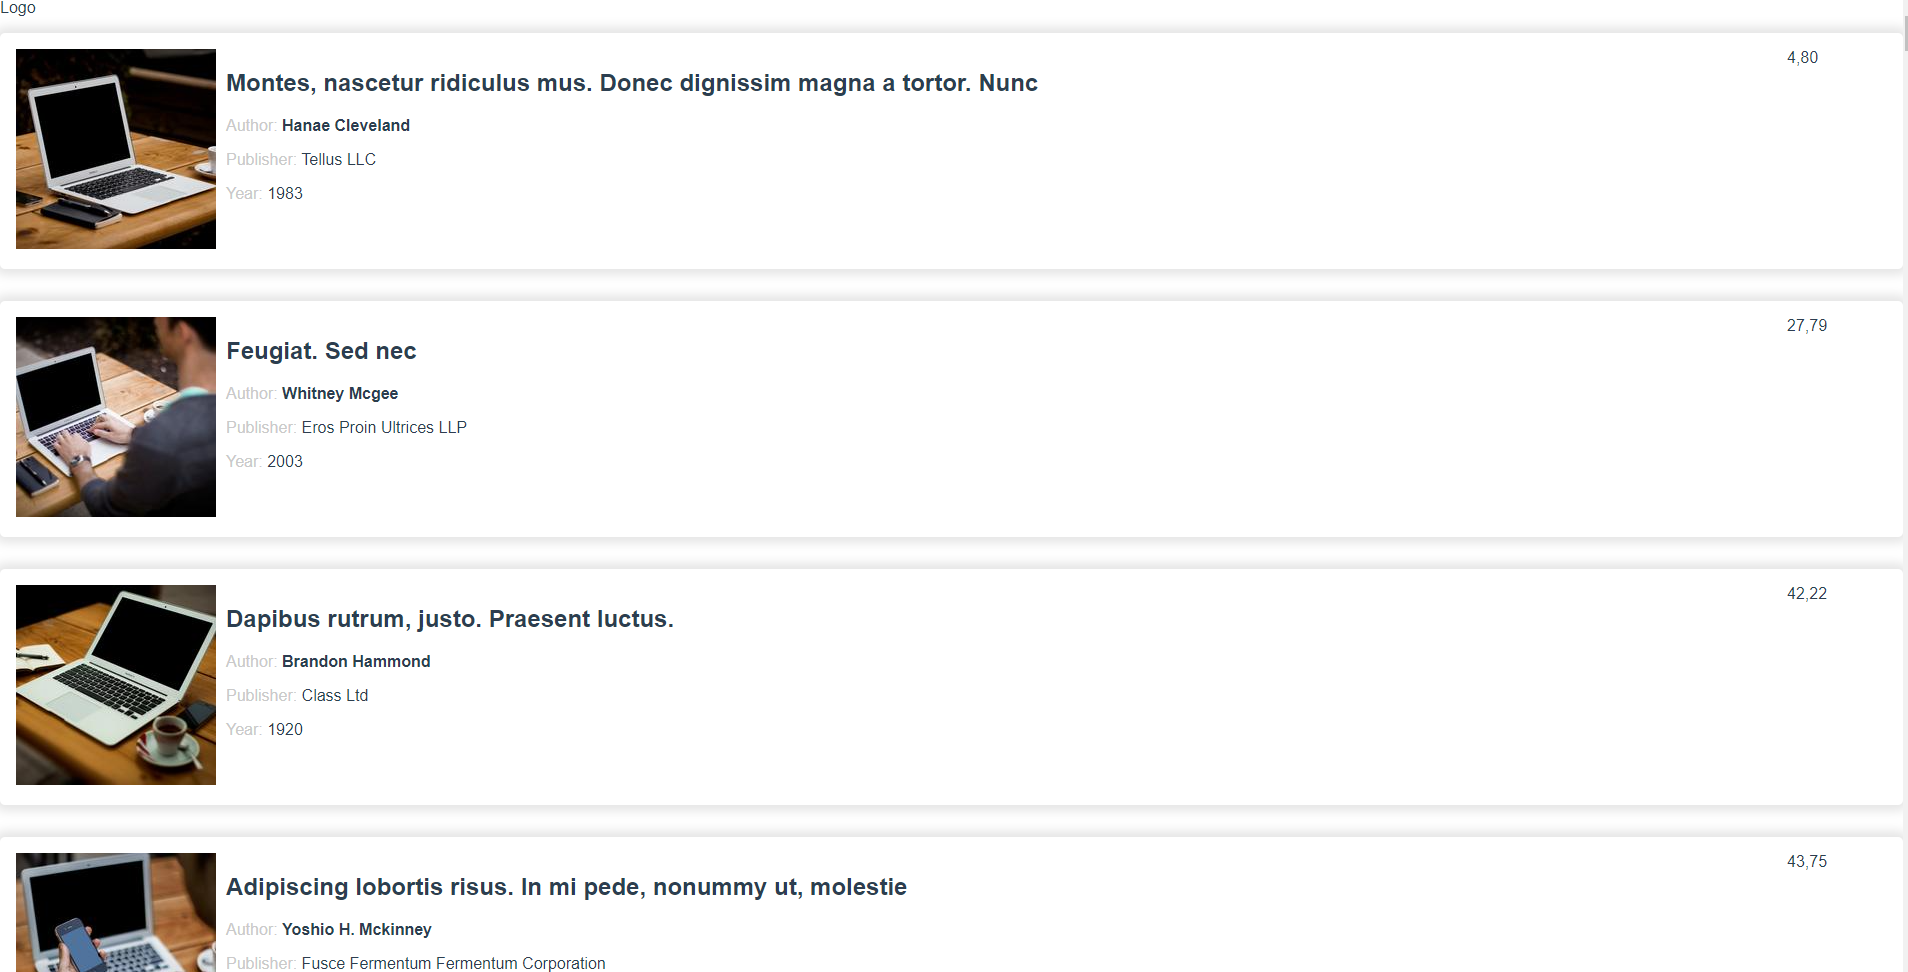 Logo
4,80
Montes, nascetur ridiculus mus. Donec dignissim magna a tortor. Nunc
Author: Hanae Cleveland
Publisher: Tellus LLC
Year: 1983
27,79
Feugiat. Sed nec
Author: Whitney Mcgee
Publisher: Eros Proin Ultrices LLP
Year: 2003
42,22
Dapibus rutrum, justo. Praesent luctus.
Author: Brandon Hammond
Publisher: Class Ltd
Year: 1920
43,75
Adipiscing lobortis risus. In mi pede, nonummy ut, molestie
Author: Yoshio H. Mckinney
Publisher: Fusce Fermentum Fermentum Corporation